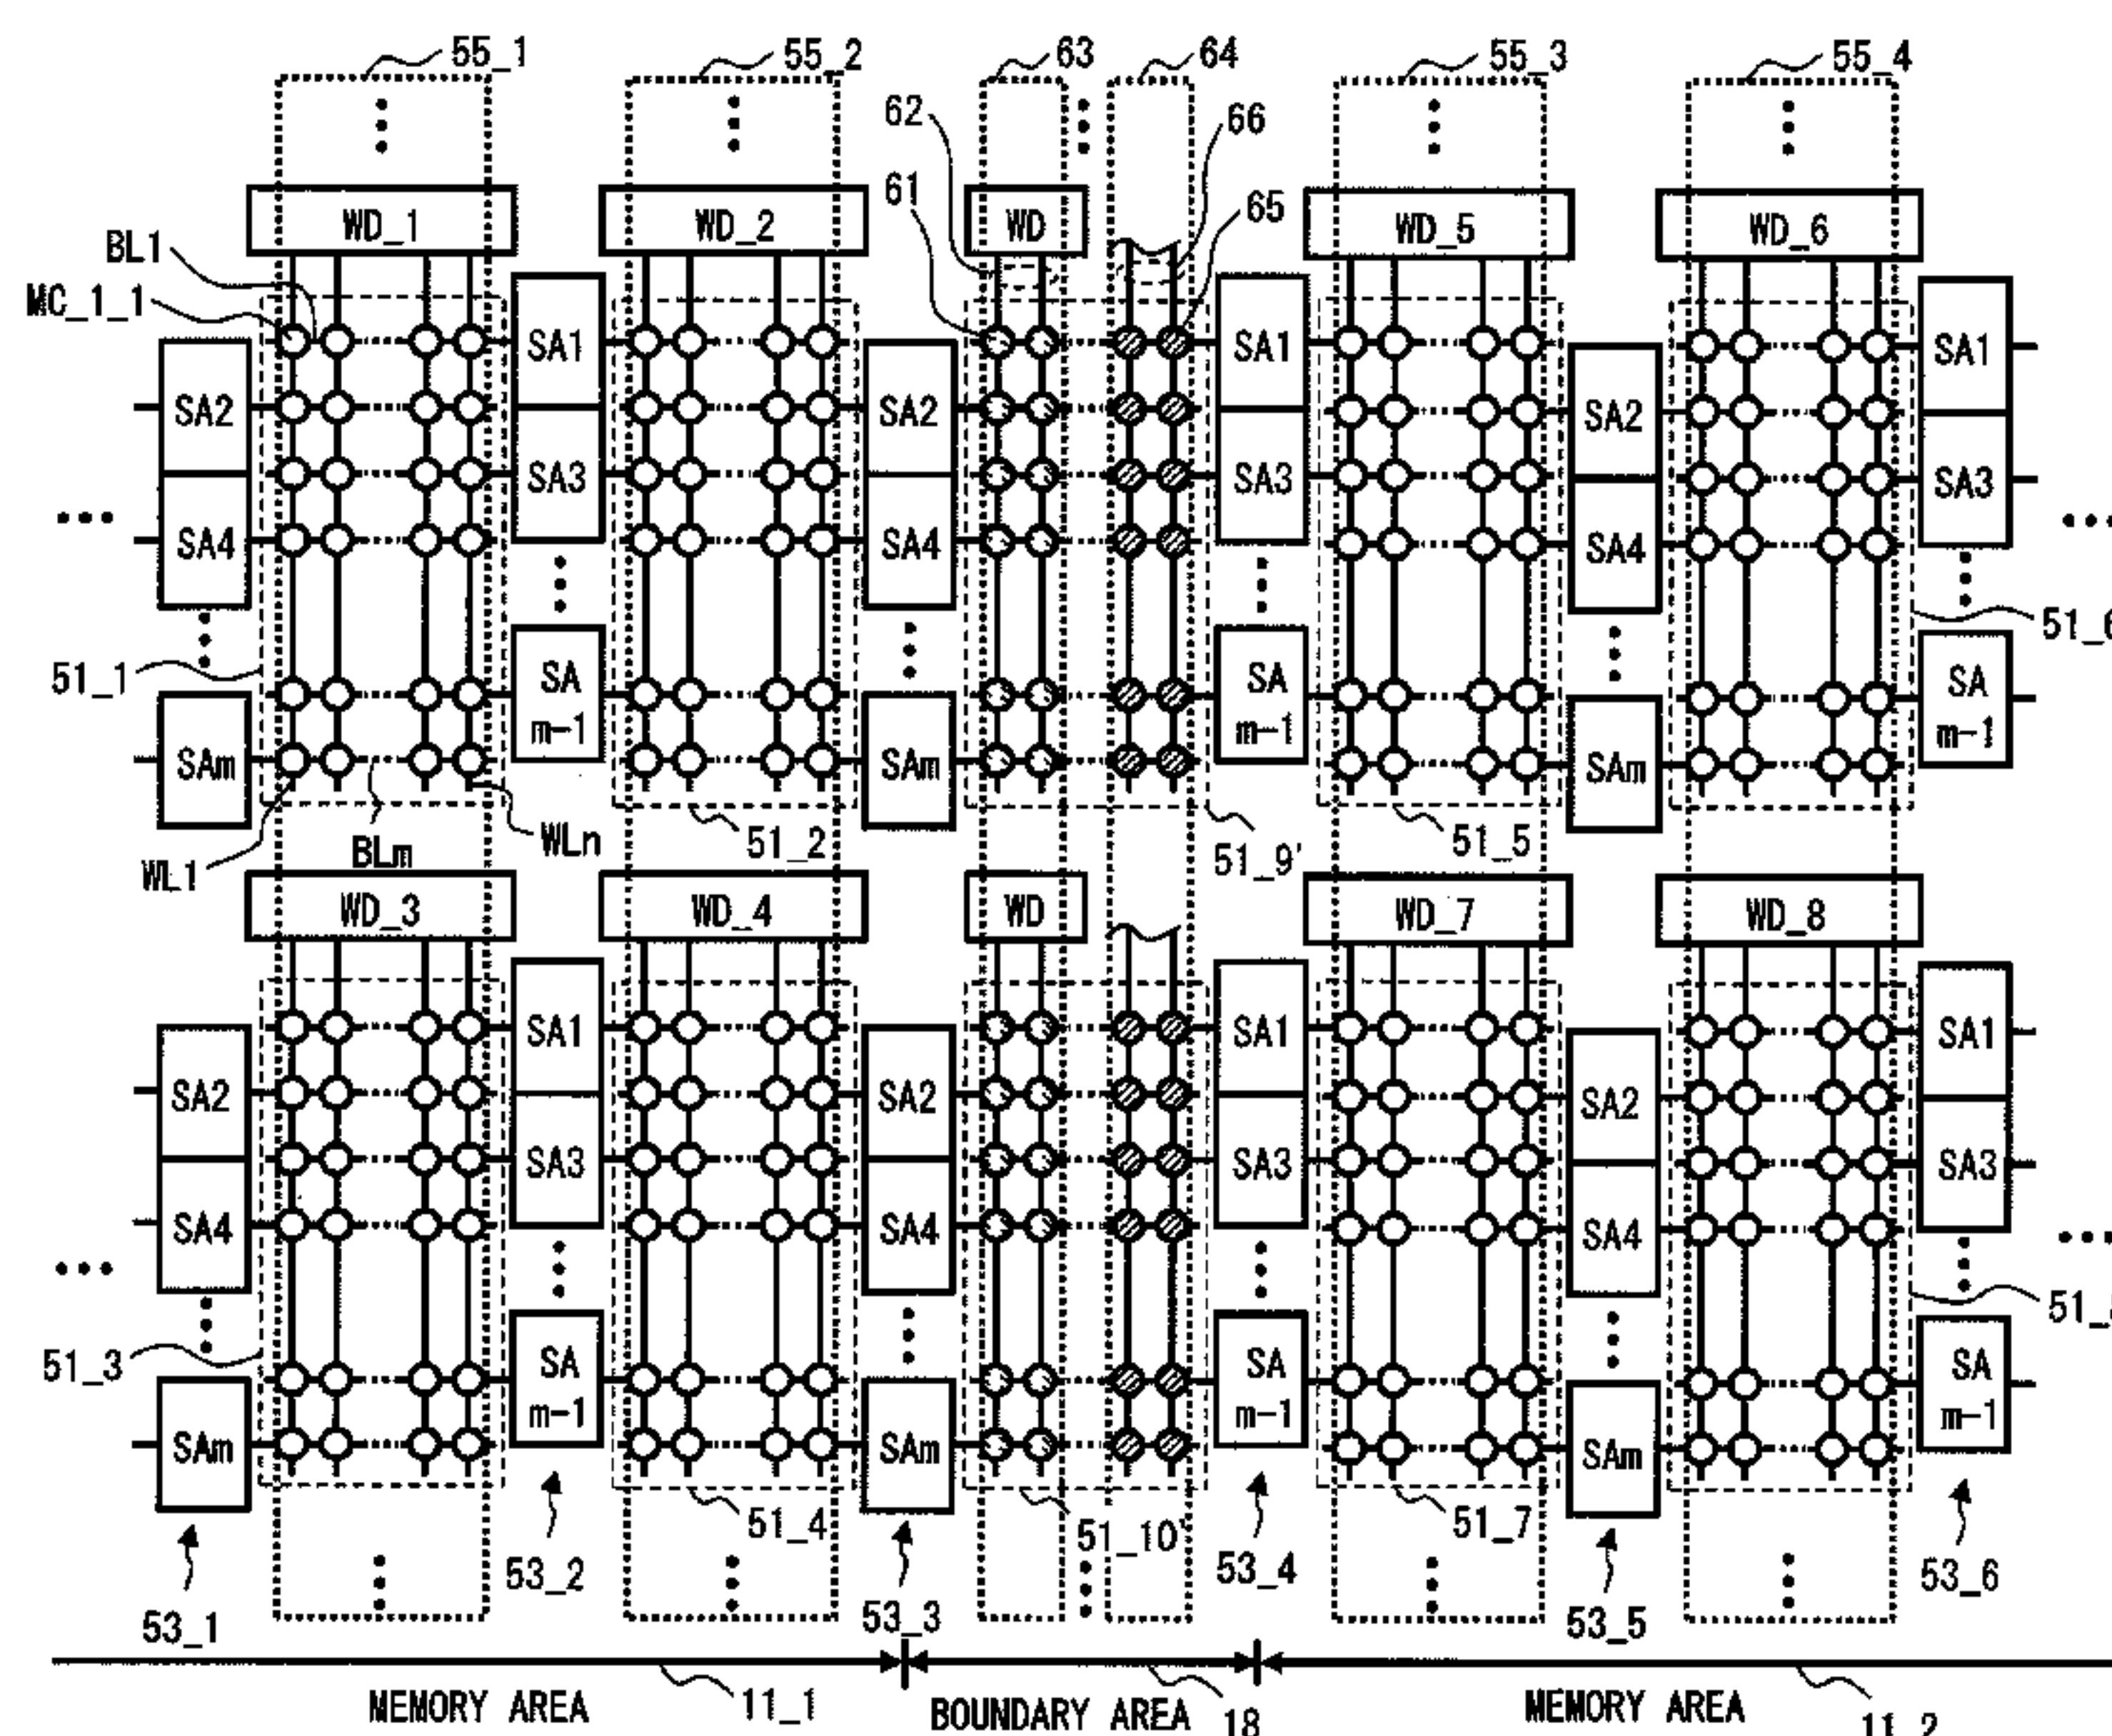 55_1 55_2 63 64 55_3 55_4
62 66
61 65
WD_1 WD_2 WD WD_5 WD_6
BL1
MC_1_1
SA1 SA1 SA1
SA2 SA2 SA2
SA3 SA3 SA3
SA4 SA4 SA4
51_1 51_6
SA m-1 SA m-1 SA m-1
SAm SAm SAm
WL1 BLm WLn 51_2 51_9' 51_5
WD_3 WD_4 WD WD_7 WD_8
SA1 SA1 SA1
SA2 SA2 SA2
SA3 SA3 SA3
SA4 SA4 SA4
51_3
SA m-1 SA m-1 SA m-1
SAm SAm SAm
51_4 51_10' 51_7
53_1 53_2 53_3 53_4 53_5 53_6
MEMORY AREA 11_1 BOUNDARY AREA 18 MEMORY AREA 11_2